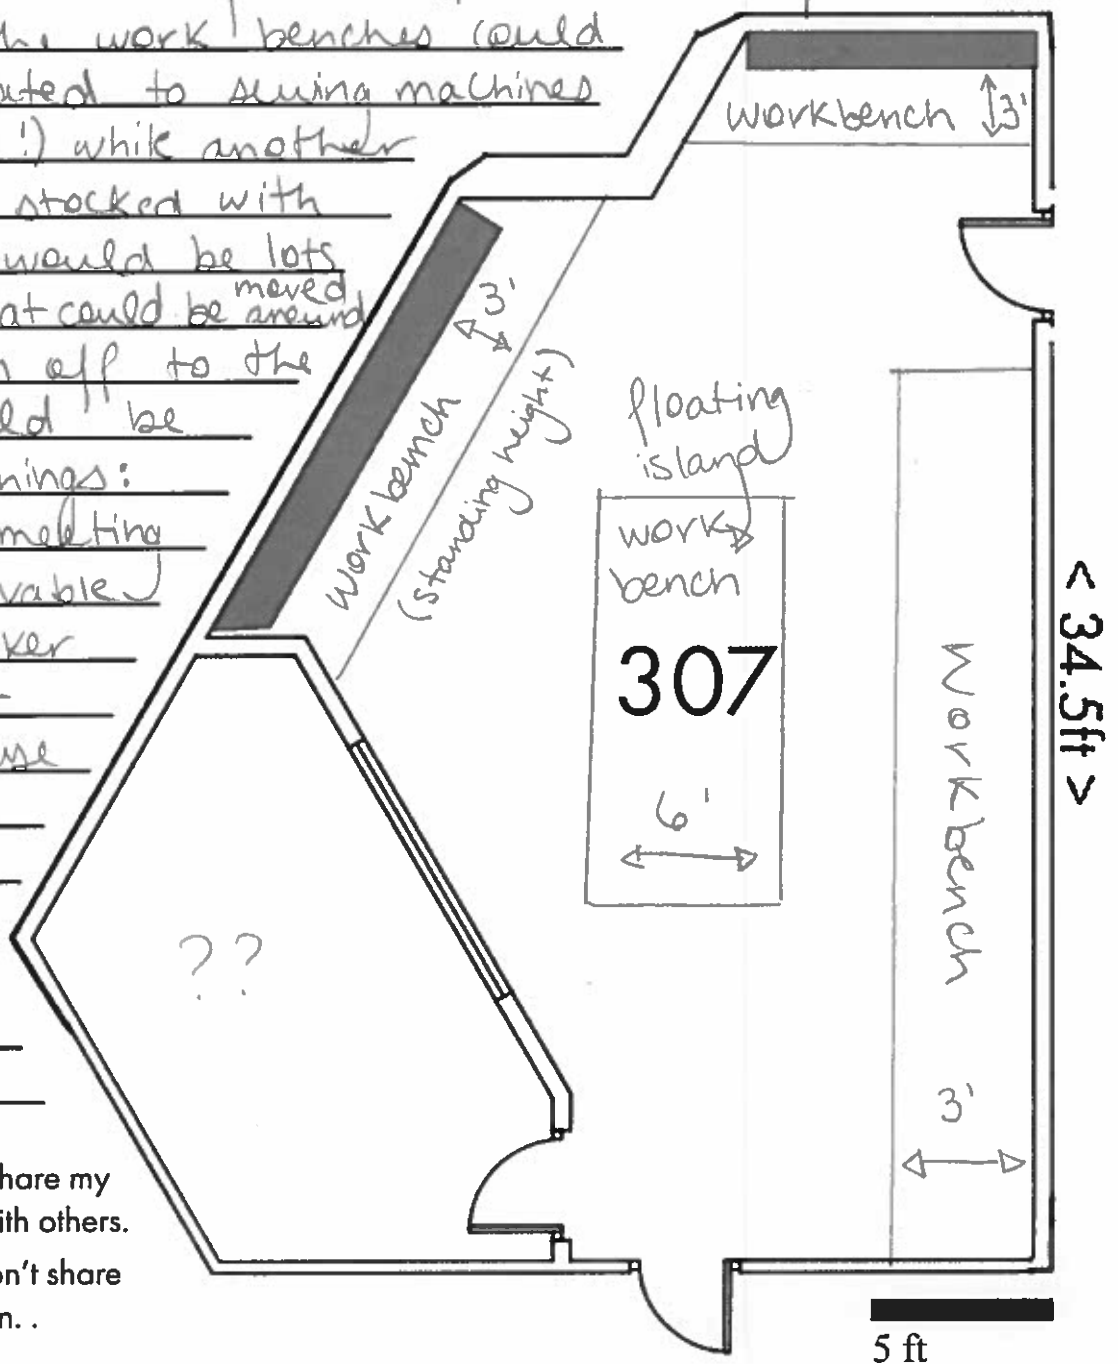 the work benches could
to sewing machines
!) while another
stocked with
would be lots
moved
at could be around
off to the
be
nings:
melting
vable
ker
use
workbench 3'
3'
workbench
(standing height)
floating
island
work
bench
307
6'
workbench
3'
< 34.5ft >
hare my
ith others.
on't share
n. .
5 ft